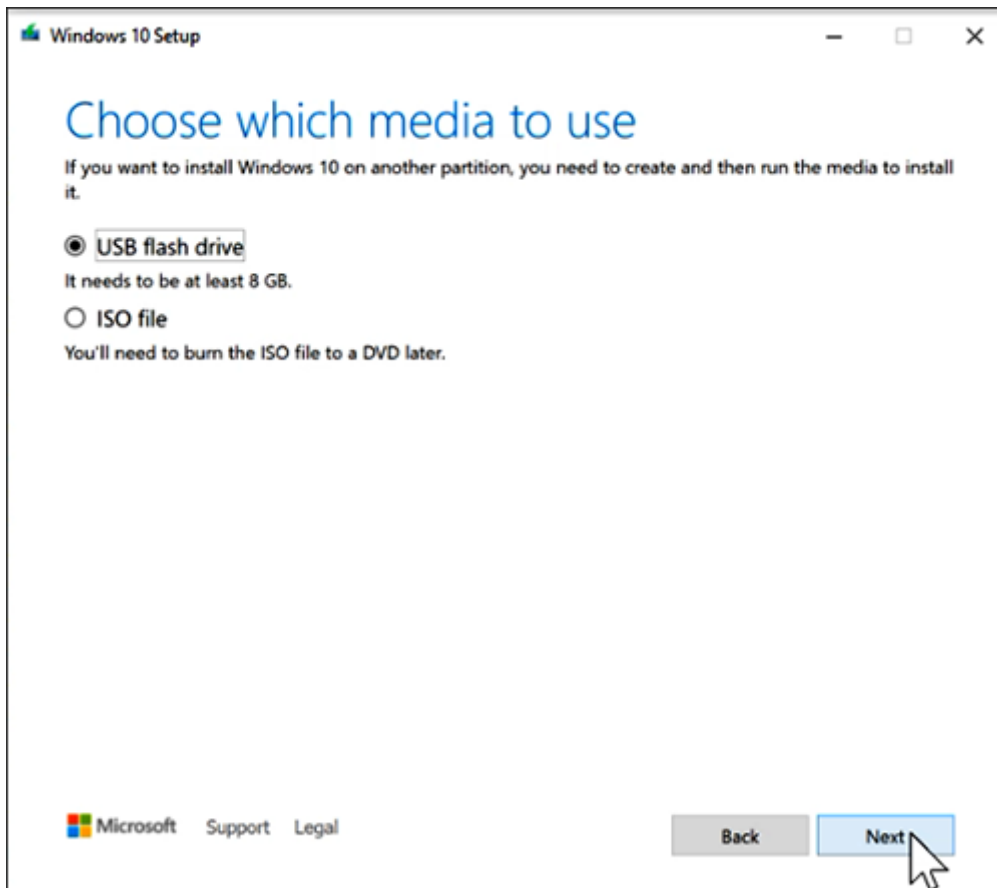 Windows 10 Setup
Choose which media to use
If you want to install Windows 10 on another partition, you need to create and then run the media to install
it.
USB flash drive
It needs to be at least 8 GB.
ISO file
You'll need to burn the ISO file to a DVD later.
Microsoft Support Legal
Back Next